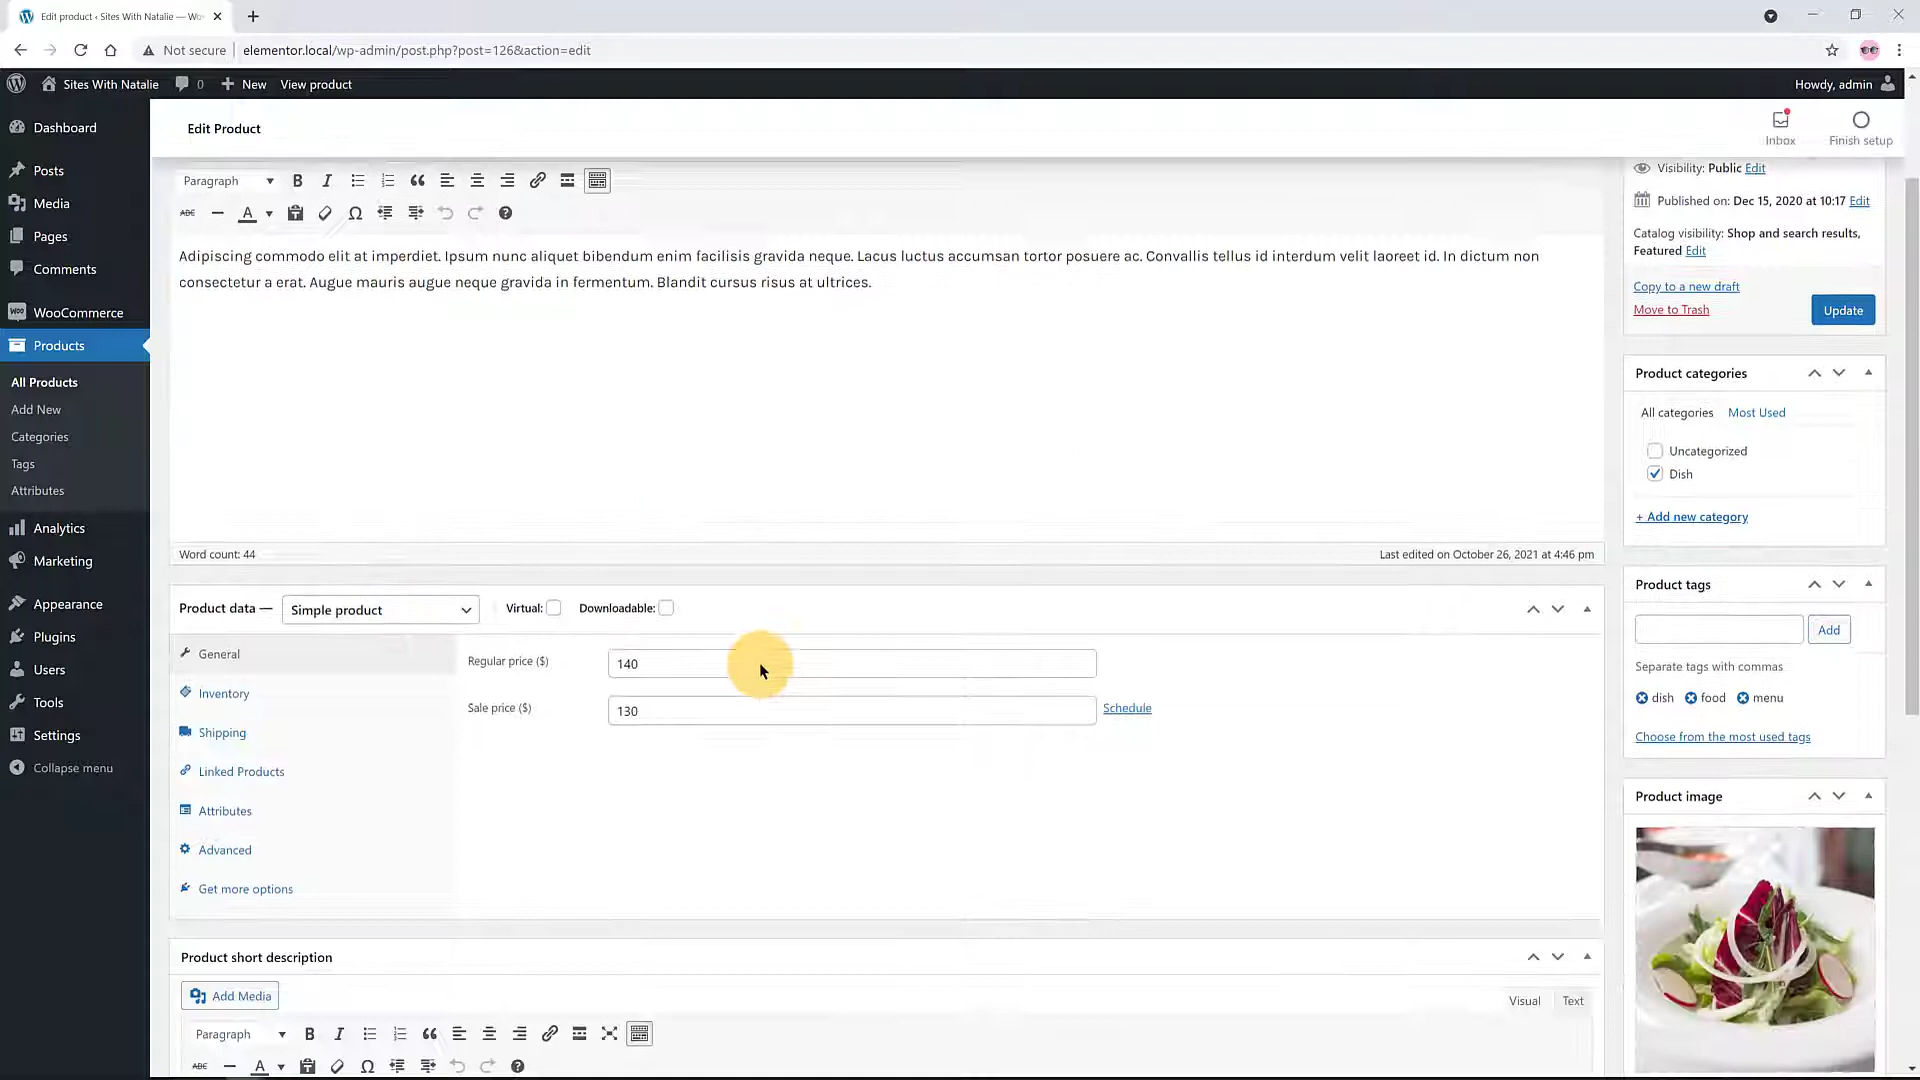 Edit product ‹ Sites With Natalie — Wo
Not secure
elementor.local/wp-admin/post.php?post=126&action=edit
Sites With Natalie
0
New
View product
Howdy, admin
Dashboard
Posts
Media
Pages
Comments
WooCommerce
Products
All Products
Add New
Categories
Tags
Attributes
Analytics
Marketing
Appearance
Plugins
Users
Tools
Settings
Collapse menu
Edit Product
Inbox
Finish setup
Paragraph
Adipiscing commodo elit at imperdiet. Ipsum nunc aliquet bibendum enim facilisis gravida neque. Lacus luctus accumsan tortor posuere ac. Convallis tellus id interdum velit laoreet id. In dictum non
consectetur a erat. Augue mauris augue neque gravida in fermentum. Blandit cursus risus at ultrices.
Word count: 44
Last edited on October 26, 2021 at 4:46 pm
Product data —
Simple product
Virtual:
Downloadable:
General
Inventory
Shipping
Linked Products
Attributes
Advanced
Get more options
Regular price ($)
140
Sale price ($)
130
Schedule
Product short description
Add Media
Visual
Text
Paragraph
Visibility: Public Edit
Published on: Dec 15, 2020 at 10:17 Edit
Catalog visibility: Shop and search results,
Featured Edit
Copy to a new draft
Move to Trash
Update
Product categories
All categories
Most Used
Uncategorized
Dish
+ Add new category
Product tags
Add
Separate tags with commas
dish
food
menu
Choose from the most used tags
Product image